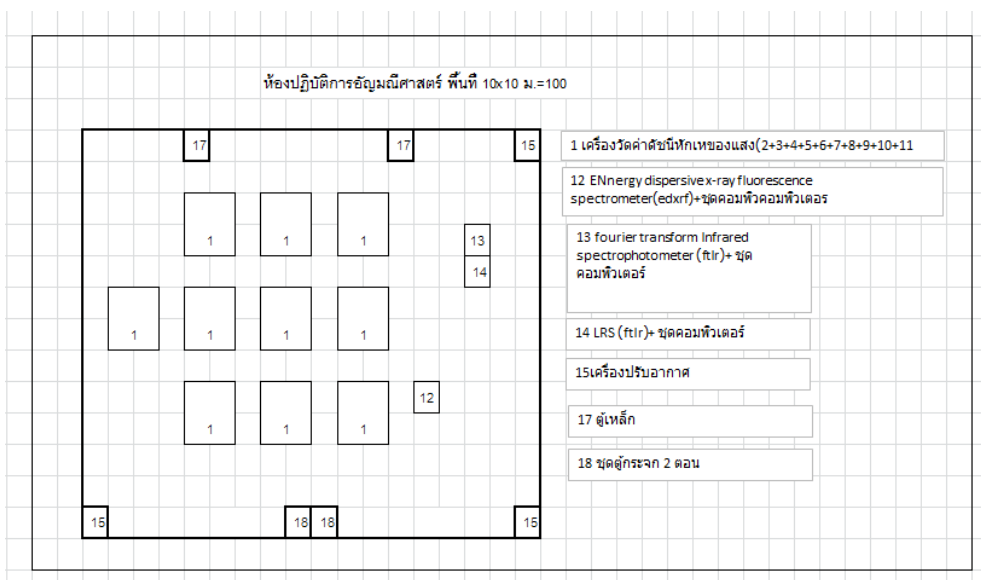 ห้องปฏิบัติการอัญมณีศาสตร์ พื้นที่ 10x10 ม.=100
17 17 15
1 เครื่องวัดค่าดัชนีหักเหของแสง(2+3+4+5+6+7+8+9+10+11
12 ENnergy dispersive x-ray fluorescence
spectrometer(edxrf)+ชุดคอมพิวคอมพิวเตอร
1 1 1 13
14
13 fourier transform Infrared
spectrophotometer (ftlr)+ ชุด
คอมพิวเตอร์
1 1 1 1
14 LRS (ftlr)+ ชุดคอมพิวเตอร์
15เครื่องปรับอากาศ
12
1 1 1
17 ตู้เหล็ก
18 ชุดตู้กระจก 2 ตอน
15 18 18 15